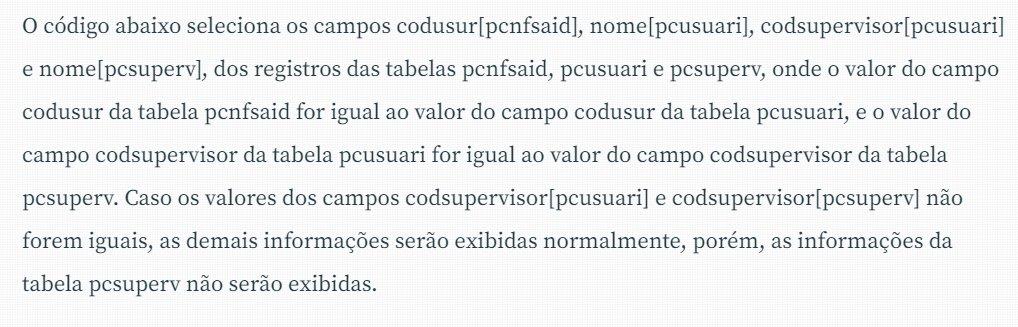 O código abaixo seleciona os campos codusur[pcnfsaid], nome[pcusuari], codsupervisor[pcusuari]
e nome[pcsuperv], dos registros das tabelas pcnfsaid, pcusuari e pcsuperv, onde o valor do campo
codusur da tabela pcnfsaid for igual ao valor do campo codusur da tabela pcusuari, e o valor do
campo codsupervisor da tabela pcusuari for igual ao valor do campo codsupervisor da tabela
pcsuperv. Caso os valores dos campos codsupervisor[pcusuari] e codsupervisor[pcsuperv] não
forem iguais, as demais informações serão exibidas normalmente, porém, as informações da
tabela pcsuperv não serão exibidas.